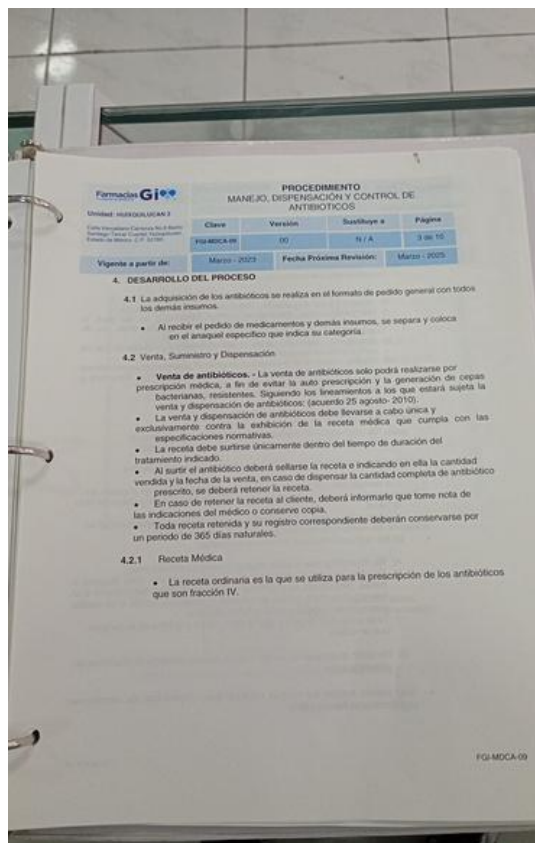 Farmacias Gi
PROCEDIMIENTO
MANEJO, DISPENSACIÓN Y CONTROL DE
ANTIBIOTICOS
Unidad: HUIXQUILUCAN 3
Clave Versión Sustituye a Página
FGI-MDCA-09 00 N / A 3 de 10
Vigente a partir de: Marzo - 2023 Fecha Próxima Revisión: Marzo - 2025
4. DESARROLLO DEL PROCESO
4.1 La adquisición de los antibióticos se realiza en el formato de pedido general con todos
los demás insumos.
• Al recibir el pedido de medicamentos y demás insumos, se separa y coloca
en el anaquel especifico que indica su categoría.
4.2 Venta, Suministro y Dispensación
• Venta de antibióticos. - La venta de antibióticos solo podrá realizarse por
prescripción médica, a fin de evitar la auto prescripción y la generación de cepas
bacterianas, resistentes. Siguiendo los lineamientos a los que estará sujeta la
venta y dispensación de antibióticos: (acuerdo 25 agosto- 2010).
• La venta y dispensación de antibióticos debe llevarse a cabo única y
exclusivamente contra la exhibición de la receta médica que cumpla con las
especificaciones normativas.
• La receta debe surtirse únicamente dentro del tiempo de duración del
tratamiento indicado.
• Al surtir el antibiótico deberá sellarse la receta e indicando en ella la cantidad
vendida y la fecha de la venta, en caso de dispensar la cantidad completa de antibiótico
prescrito, se deberá retener la receta.
• En caso de retener la receta al cliente, deberá informarle que tome nota de
las indicaciones del médico o conserve copia.
• Toda receta retenida y su registro correspondiente deberán conservarse por
un periodo de 365 días naturales.
4.2.1 Receta Médica
• La receta ordinaria es la que se utiliza para la prescripción de los antibióticos
que son fracción IV.
FGI-MDCA-09